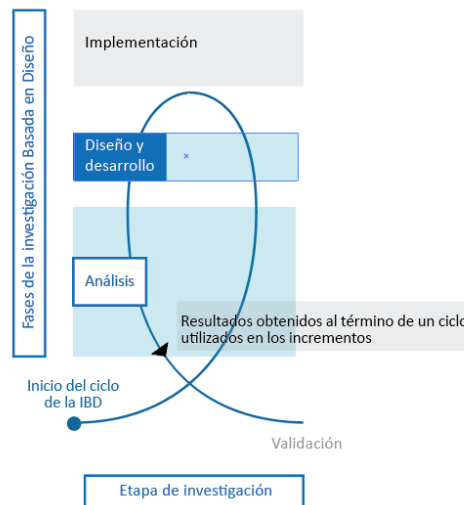 Fases de la investigación Basada en Diseño
Implementación
Diseño y
desarrollo
Análisis
Resultados obtenidos al término de un ciclo
utilizados en los incrementos
Inicio del ciclo
de la IBD
Validación
Etapa de investigación